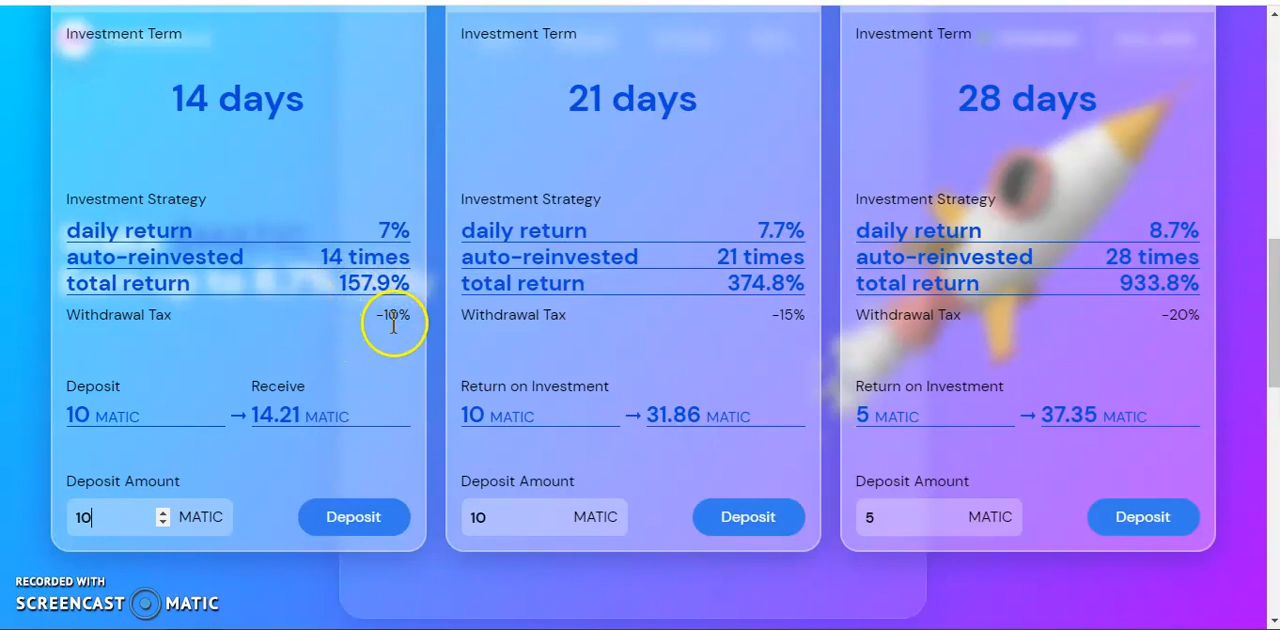 Investment Term
14 days
Investment Strategy
daily return 7%
auto-reinvested 14 times
total return 157.9%
Withdrawal Tax -10%
Deposit Receive
10 MATIC → 14.21 MATIC
Deposit Amount
10 MATIC Deposit
Investment Term
21 days
Investment Strategy
daily return 7.7%
auto-reinvested 21 times
total return 374.8%
Withdrawal Tax -15%
Return on Investment
10 MATIC → 31.86 MATIC
Deposit Amount
10 MATIC Deposit
Investment Term
28 days
Investment Strategy
daily return 8.7%
auto-reinvested 28 times
total return 933.8%
Withdrawal Tax -20%
Return on Investment
5 MATIC → 37.35 MATIC
Deposit Amount
5 MATIC Deposit
RECORDED WITH
SCREENCAST MATIC